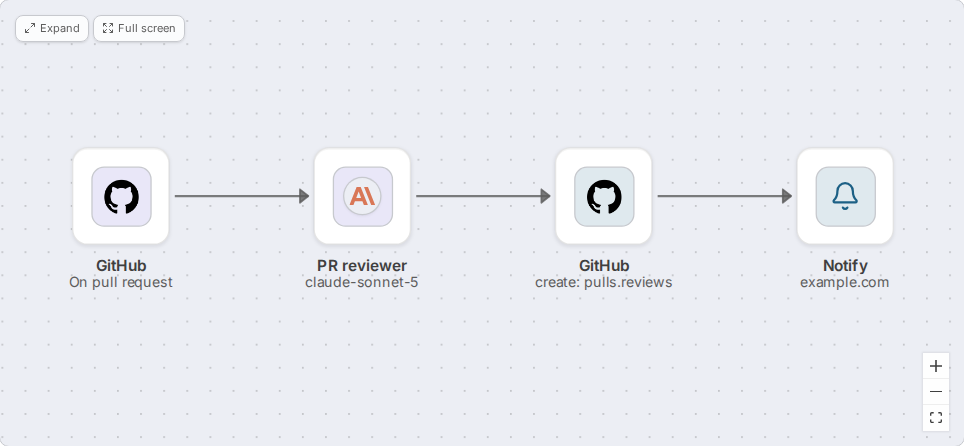 Expand
Full screen
GitHub
On pull request
PR reviewer
claude-sonnet-5
GitHub
create: pulls.reviews
Notify
example.com